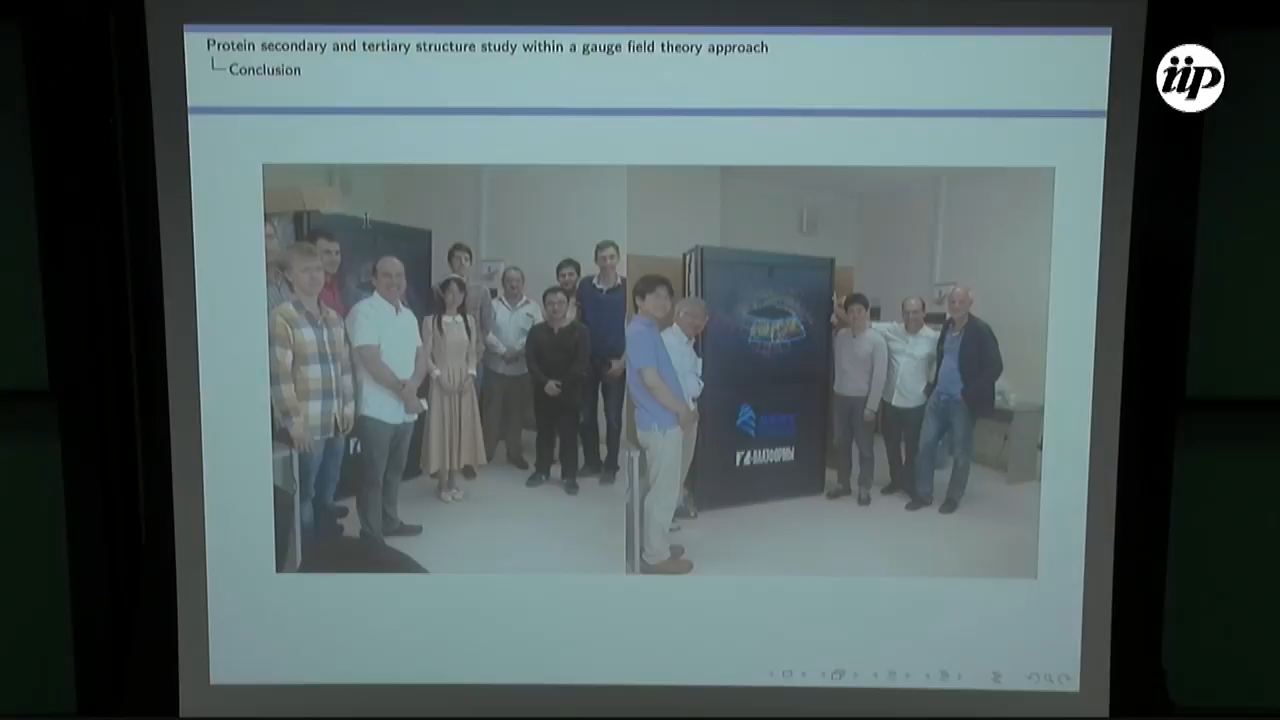 Protein secondary and tertiary structure study within a gauge field theory approach
Conclusion
iip